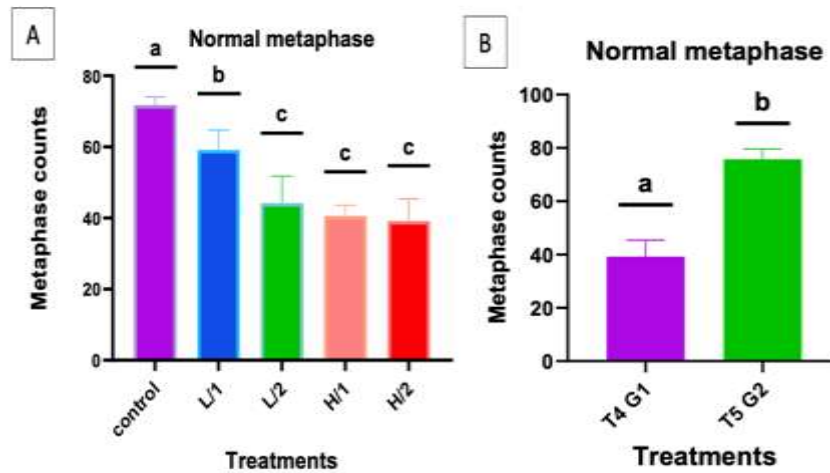 A
Normal metaphase
a
b
c
c
c
80
60
40
20
0
Metaphase counts
control
L/1
L/2
H/1
H/2
Treatments
B
Normal metaphase
a
b
100
80
60
40
20
0
Metaphase counts
T4 G1
T5 G2
Treatments